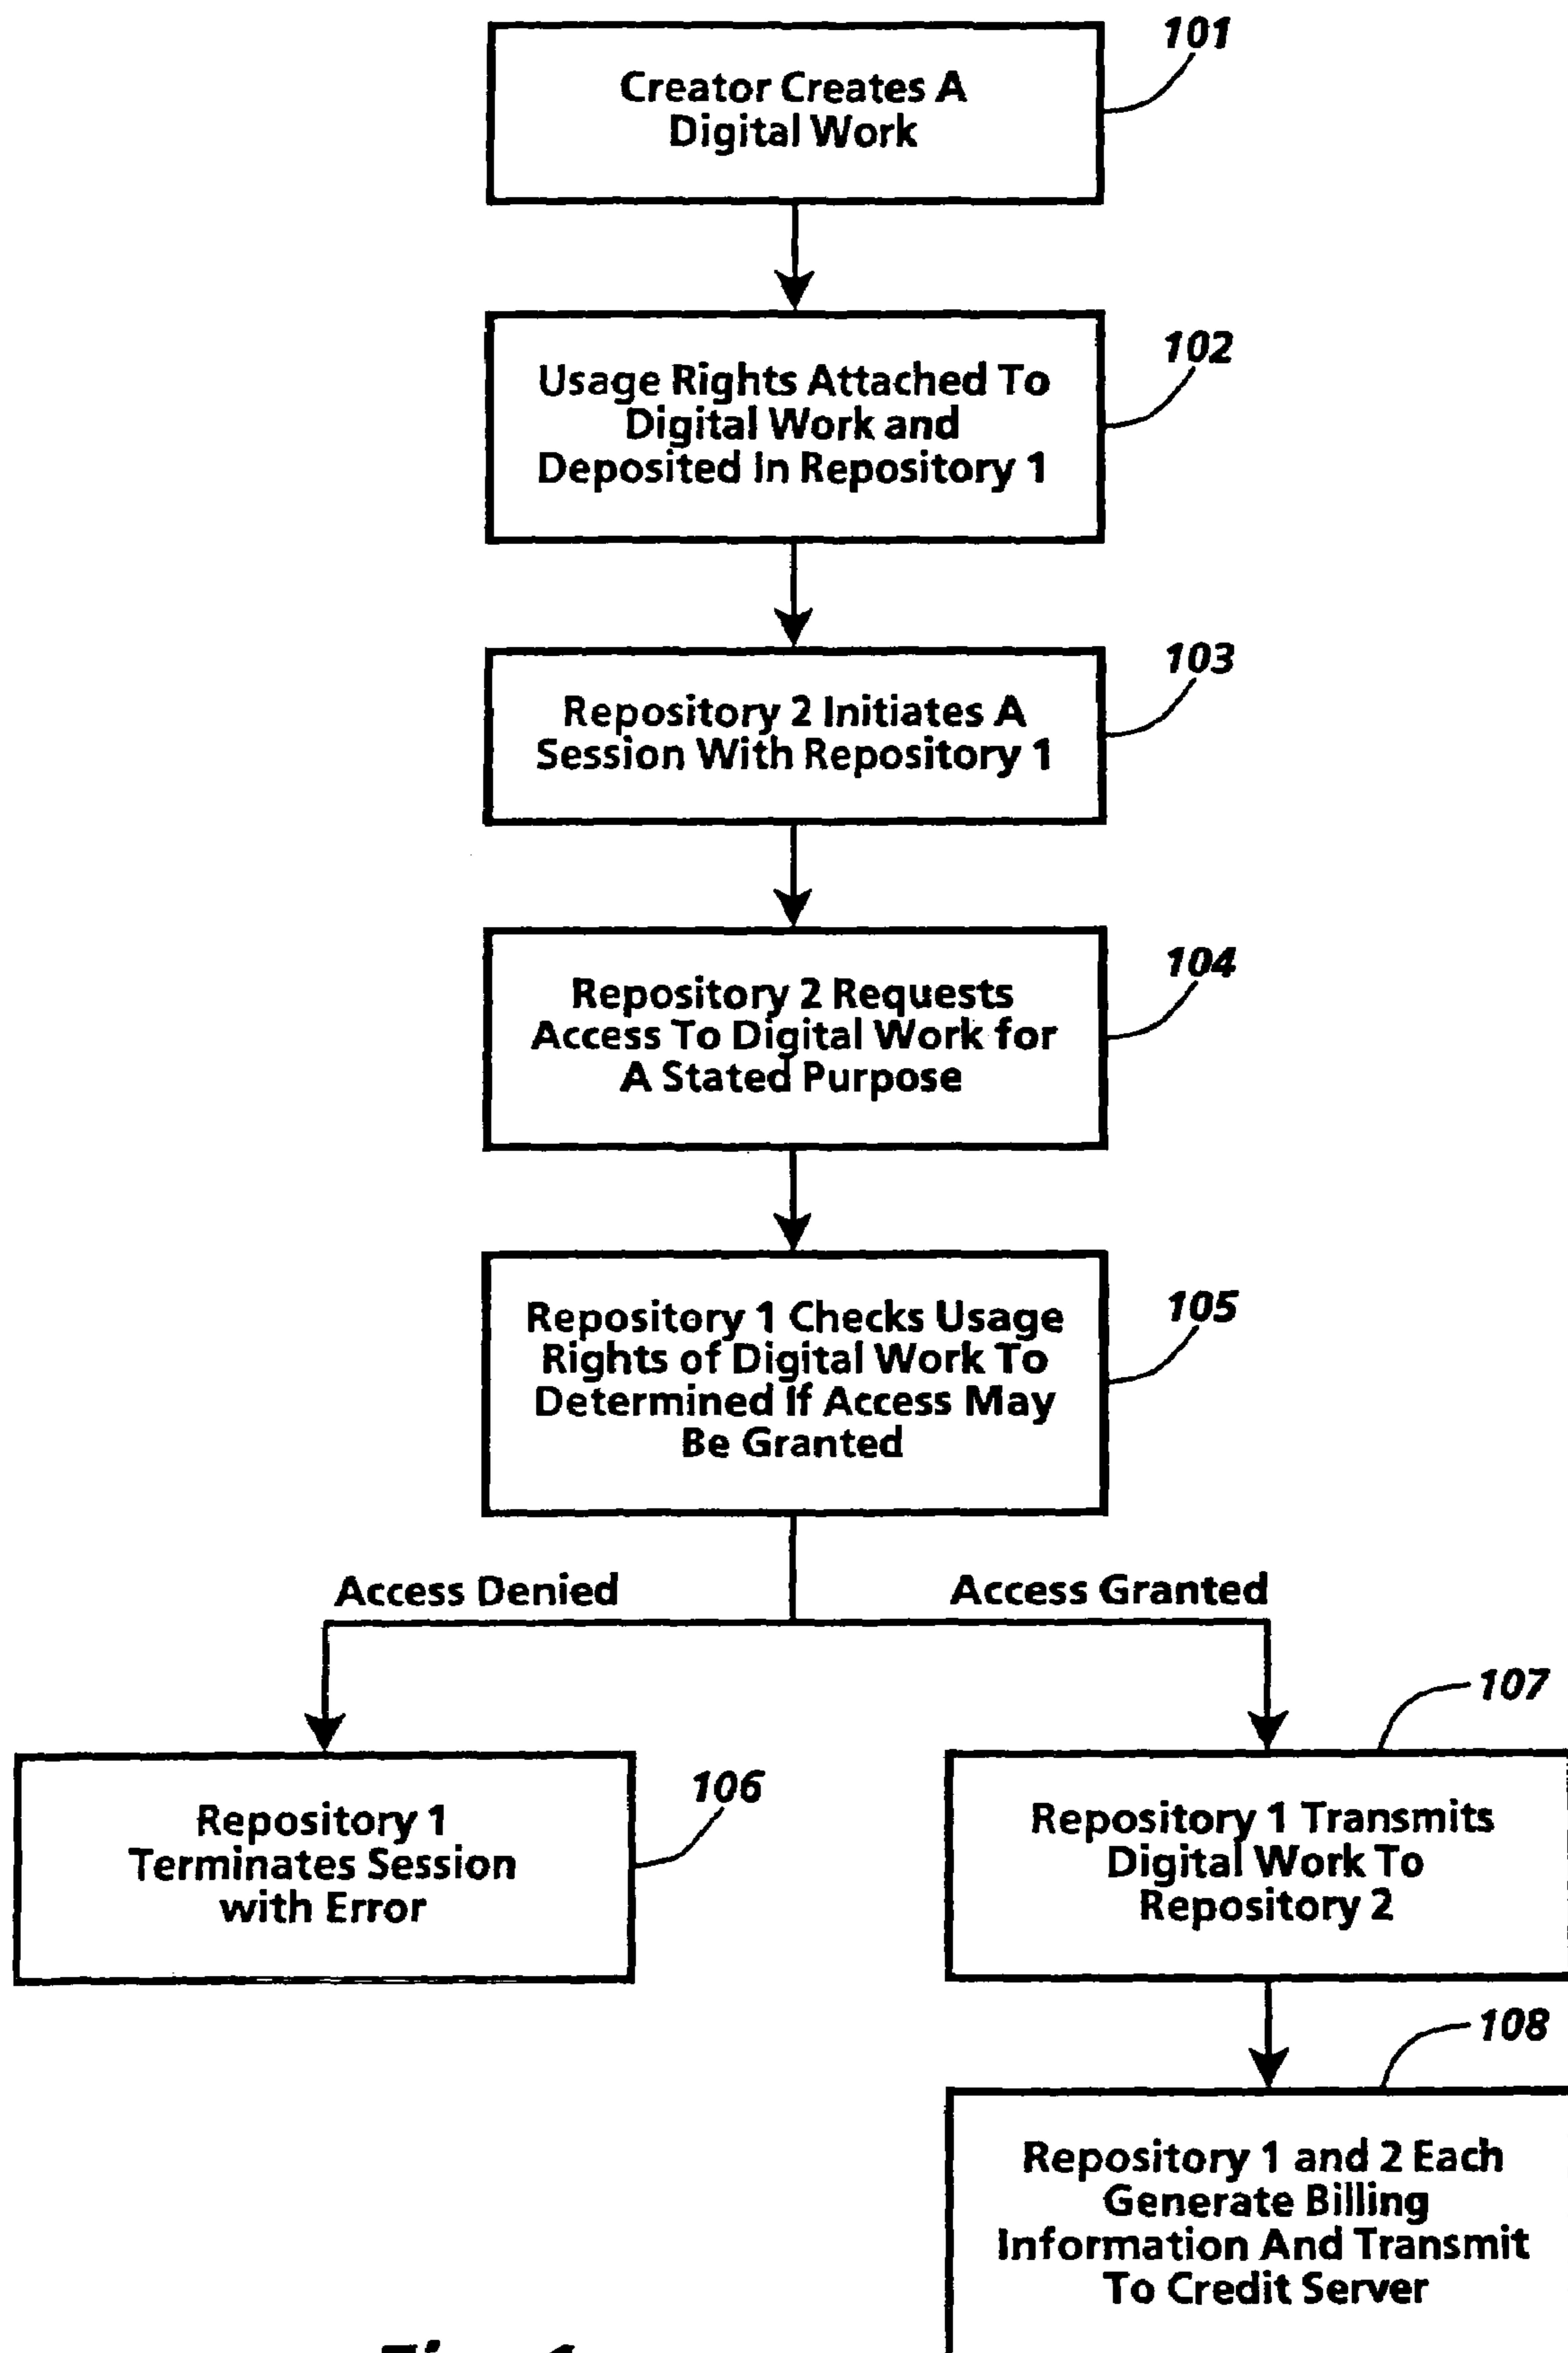 101
Creator Creates A
Digital Work
102
Usage Rights Attached To
Digital Work and
Deposited In Repository 1
103
Repository 2 Initiates A
Session With Repository 1
104
Repository 2 Requests
Access To Digital Work for
A Stated Purpose
105
Repository 1 Checks Usage
Rights of Digital Work To
Determined If Access May
Be Granted
Access Denied
Access Granted
107
106
Repository 1
Terminates Session
with Error
Repository 1 Transmits
Digital Work To
Repository 2
108
Repository 1 and 2 Each
Generate Billing
Information And Transmit
To Credit Server